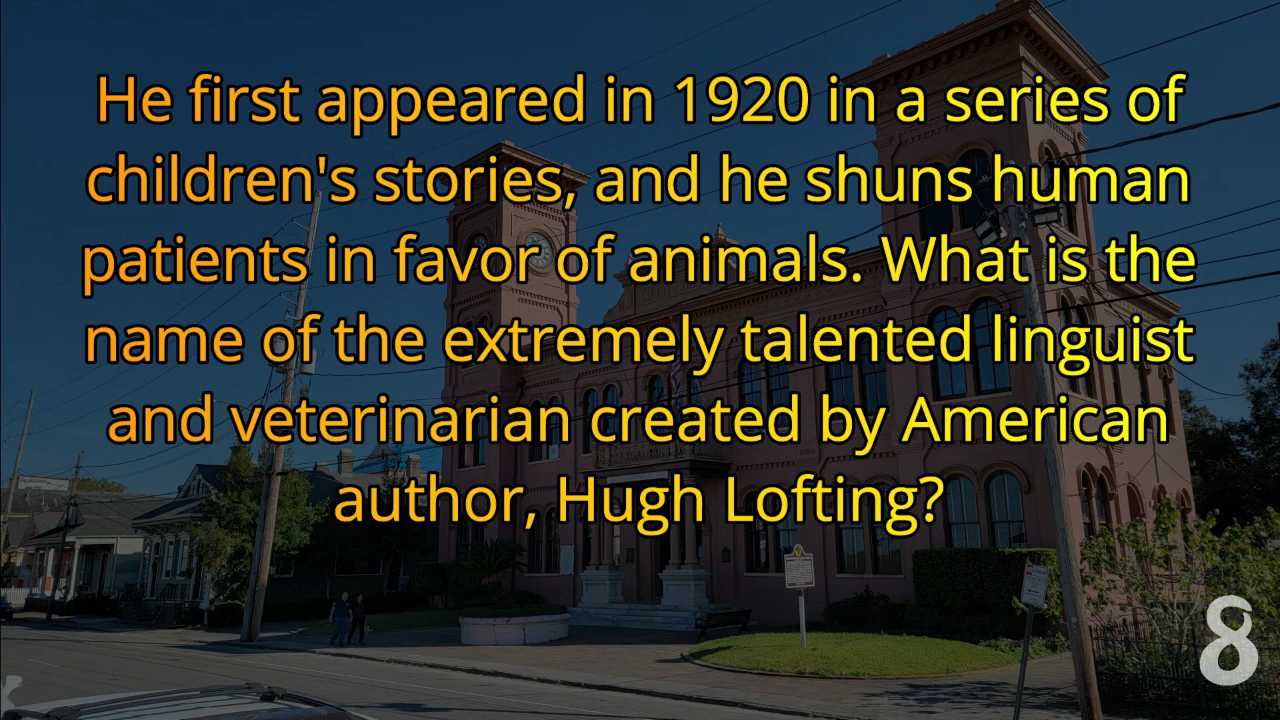 He first appeared in 1920 in a series of
children's stories, and he shuns human
patients in favor of animals. What is the
name of the extremely talented linguist
and veterinarian created by American
author, Hugh Lofting?
8